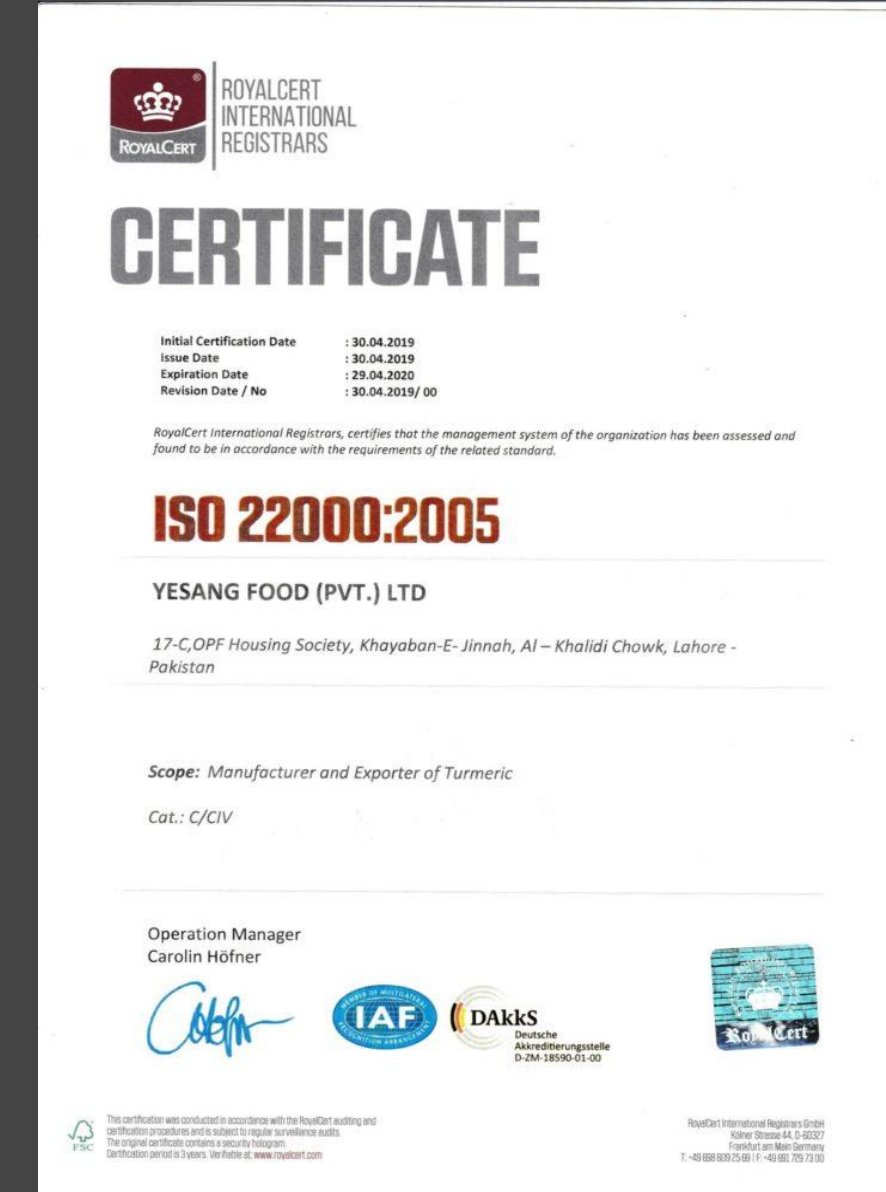 ROYALCERT
INTERNATIONAL
REGISTRARS
®
ROYALCERT
CERTIFICATE
Initial Certification Date : 30.04.2019
Issue Date : 30.04.2019
Expiration Date : 29.04.2020
Revision Date / No : 30.04.2019/ 00
RoyalCert International Registrars, certifies that the management system of the organization has been assessed and
found to be in accordance with the requirements of the related standard.
ISO 22000:2005
YESANG FOOD (PVT.) LTD
17-C,OPF Housing Society, Khayaban-E- Jinnah, Al – Khalidi Chowk, Lahore -
Pakistan
Scope: Manufacturer and Exporter of Turmeric
Cat.: C/CIV
Operation Manager
Carolin Höfner
MEMBER OF MULTILATERAL
IAF
RECOGNITION ARRANGEMENT
DAkkS
Deutsche
Akkreditierungsstelle
D-ZM-18590-01-00
RoyalCert
FSC
This certification was conducted in accordance with the RoyalCert auditing and
certification procedures and is subject to regular surveillance audits.
The original certificate contains a security hologram.
Certification period is 3 years. Verifiable at: www.royalcert.com
RoyalCert International Registrars GmbH
Kölner Strasse 44, D-60327
Frankfurt am Main Germany